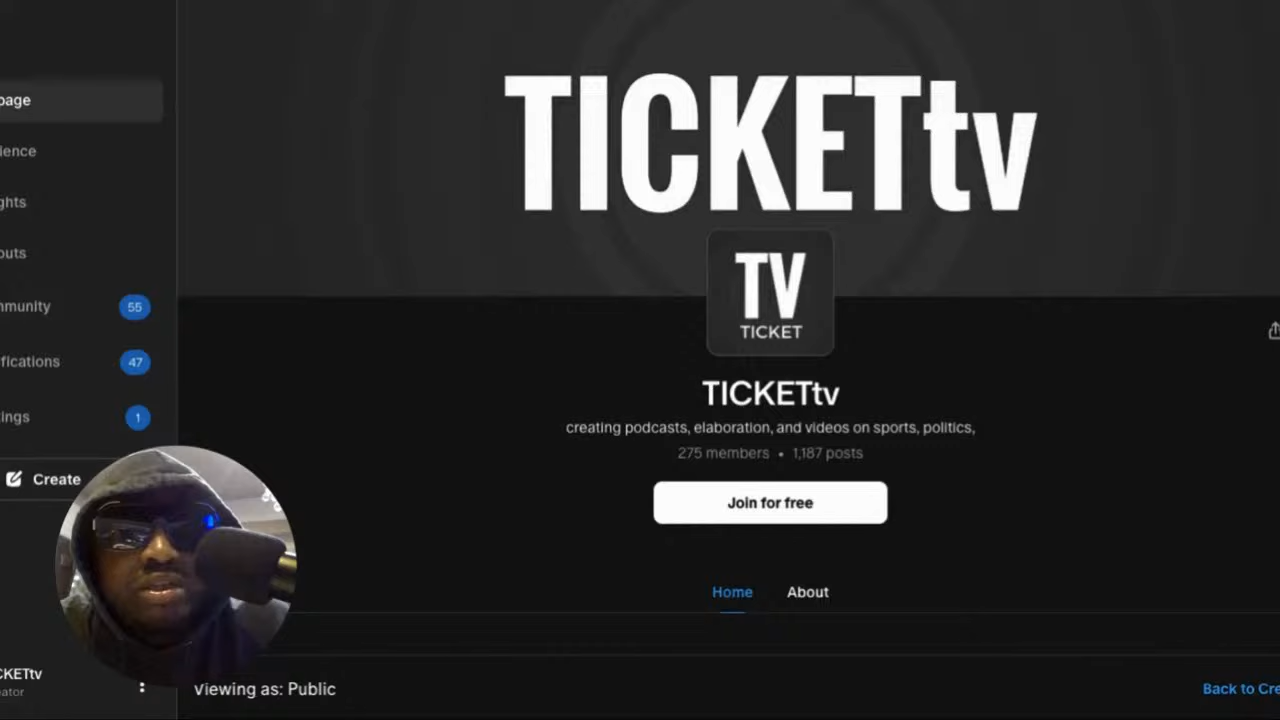 TICKETtv
page
ience
ghts
TV
TICKET
outs
mmunity
55
fications
47
ings
1
TICKETtv
creating podcasts, elaboration, and videos on sports, politics,
275 members • 1,187 posts
Join for free
Create
Home
About
CKETtv
ator
Viewing as: Public
Back to Cre